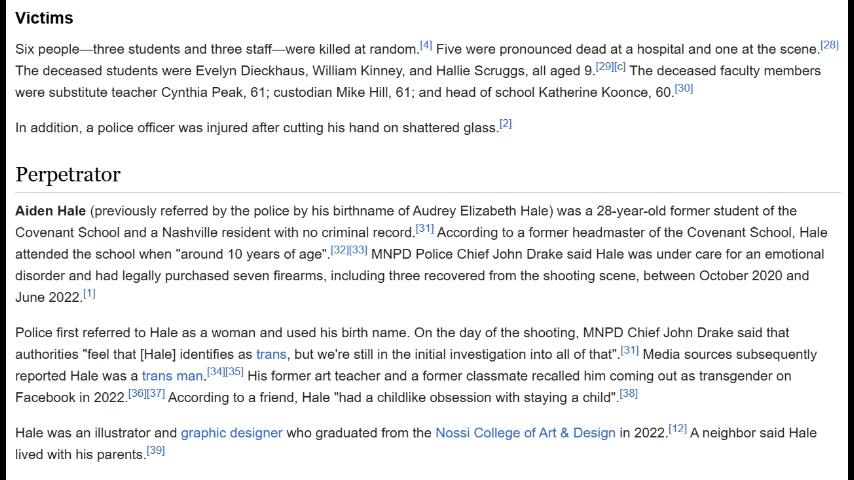 Victims
Six people—three students and three staff—were killed at random.[4] Five were pronounced dead at a hospital and one at the scene.[28]
The deceased students were Evelyn Dieckhaus, William Kinney, and Hallie Scruggs, all aged 9.[29][c] The deceased faculty members
were substitute teacher Cynthia Peak, 61; custodian Mike Hill, 61; and head of school Katherine Koonce, 60.[30]
In addition, a police officer was injured after cutting his hand on shattered glass.[2]
Perpetrator
Aiden Hale (previously referred by the police by his birthname of Audrey Elizabeth Hale) was a 28-year-old former student of the
Covenant School and a Nashville resident with no criminal record.[31] According to a former headmaster of the Covenant School, Hale
attended the school when "around 10 years of age".[32][33] MNPD Police Chief John Drake said Hale was under care for an emotional
disorder and had legally purchased seven firearms, including three recovered from the shooting scene, between October 2020 and
June 2022.[1]
Police first referred to Hale as a woman and used his birth name. On the day of the shooting, MNPD Chief John Drake said that
authorities "feel that [Hale] identifies as trans, but we're still in the initial investigation into all of that".[31] Media sources subsequently
reported Hale was a trans man.[34][35] His former art teacher and a former classmate recalled him coming out as transgender on
Facebook in 2022.[36][37] According to a friend, Hale "had a childlike obsession with staying a child".[38]
Hale was an illustrator and graphic designer who graduated from the Nossi College of Art & Design in 2022.[12] A neighbor said Hale
lived with his parents.[39]